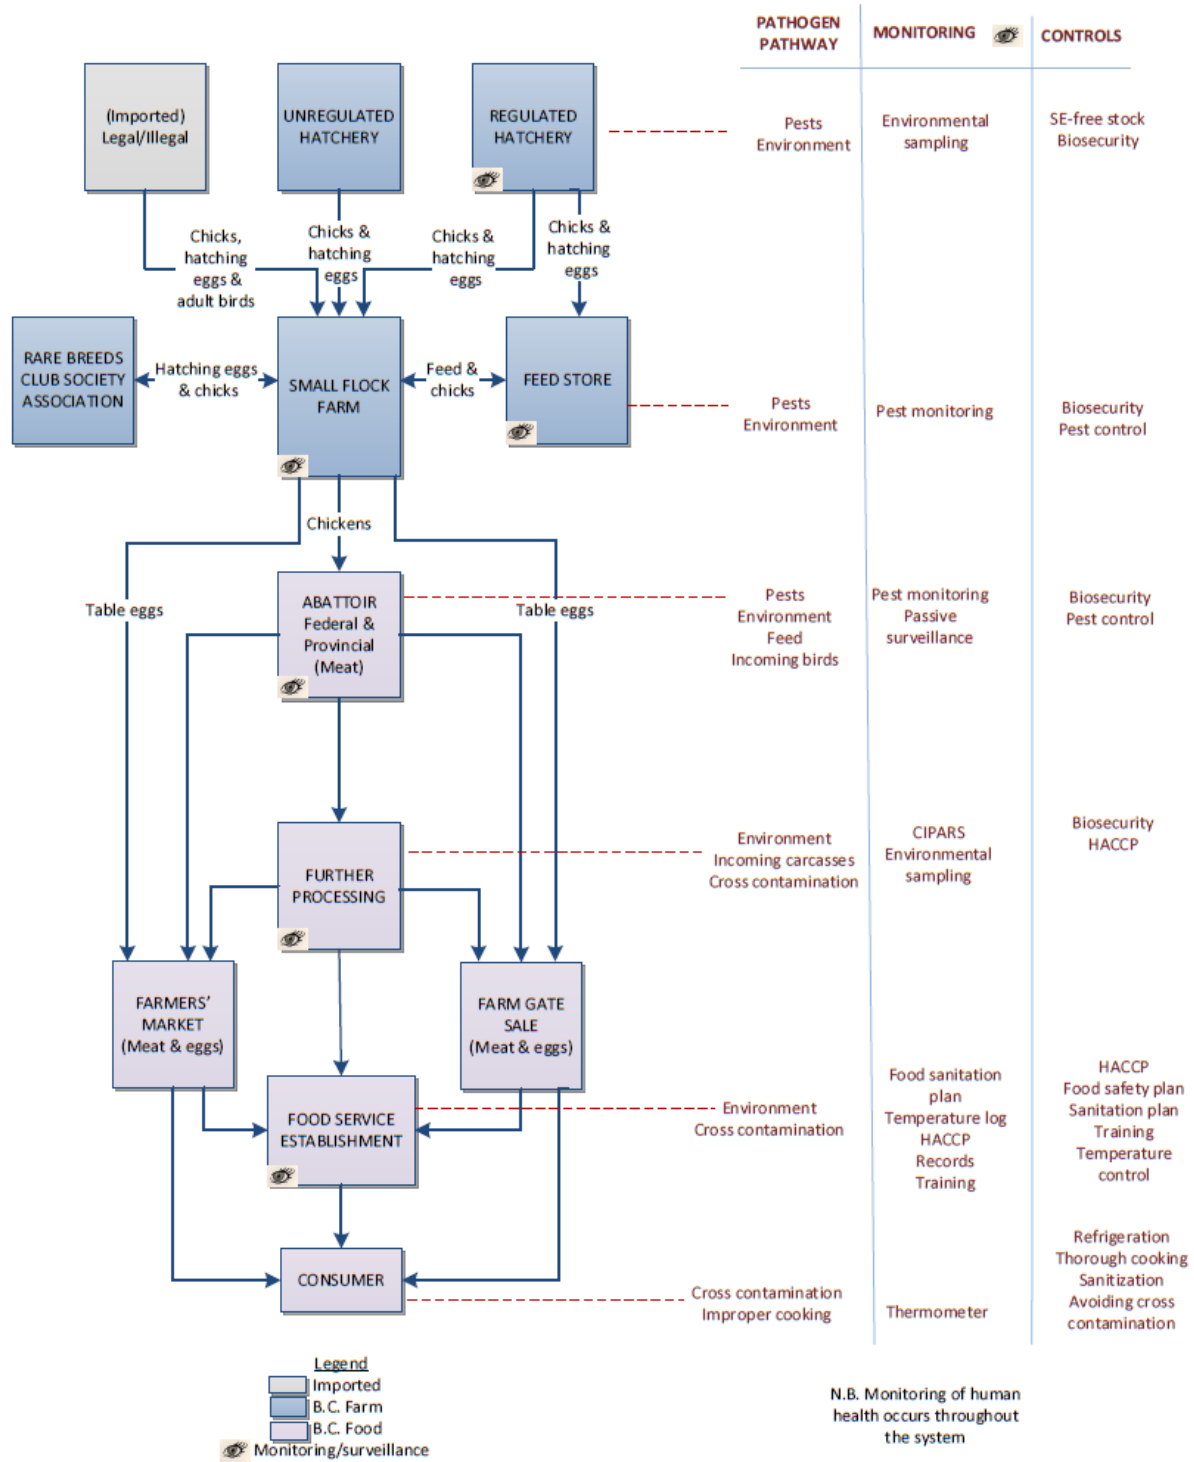 PATHOGEN
PATHWAY
MONITORING
CONTROLS
(Imported)
Legal/Illegal
UNREGULATED
HATCHERY
REGULATED
HATCHERY
Pests
Environment
Environmental
sampling
SE-free stock
Biosecurity
Chicks,
hatching
eggs &
adult birds
Chicks &
hatching
eggs
Chicks &
hatching
eggs
Chicks &
hatching
eggs
RARE BREEDS
CLUB SOCIETY
ASSOCIATION
Hatching eggs
& chicks
SMALL FLOCK
FARM
Feed &
chicks
FEED STORE
Pests
Environment
Pest monitoring
Biosecurity
Pest control
Chickens
Table eggs
Table eggs
ABATTOIR
Federal &
Provincial
(Meat)
Pests
Environment
Feed
Incoming birds
Pest monitoring
Passive
surveillance
Biosecurity
Pest control
FURTHER
PROCESSING
Environment
Incoming carcasses
Cross contamination
CIPARS
Environmental
sampling
Biosecurity
HACCP
FARMERS'
MARKET
(Meat & eggs)
FARM GATE
SALE
(Meat & eggs)
FOOD SERVICE
ESTABLISHMENT
Environment
Cross contamination
Food sanitation
plan
Temperature log
HACCP
Records
Training
HACCP
Food safety plan
Sanitation plan
Training
Temperature
control
CONSUMER
Cross contamination
Improper cooking
Thermometer
Refrigeration
Thorough cooking
Sanitization
Avoiding cross
contamination
Legend
Imported
B.C. Farm
B.C. Food
Monitoring/surveillance
N.B. Monitoring of human
health occurs throughout
the system